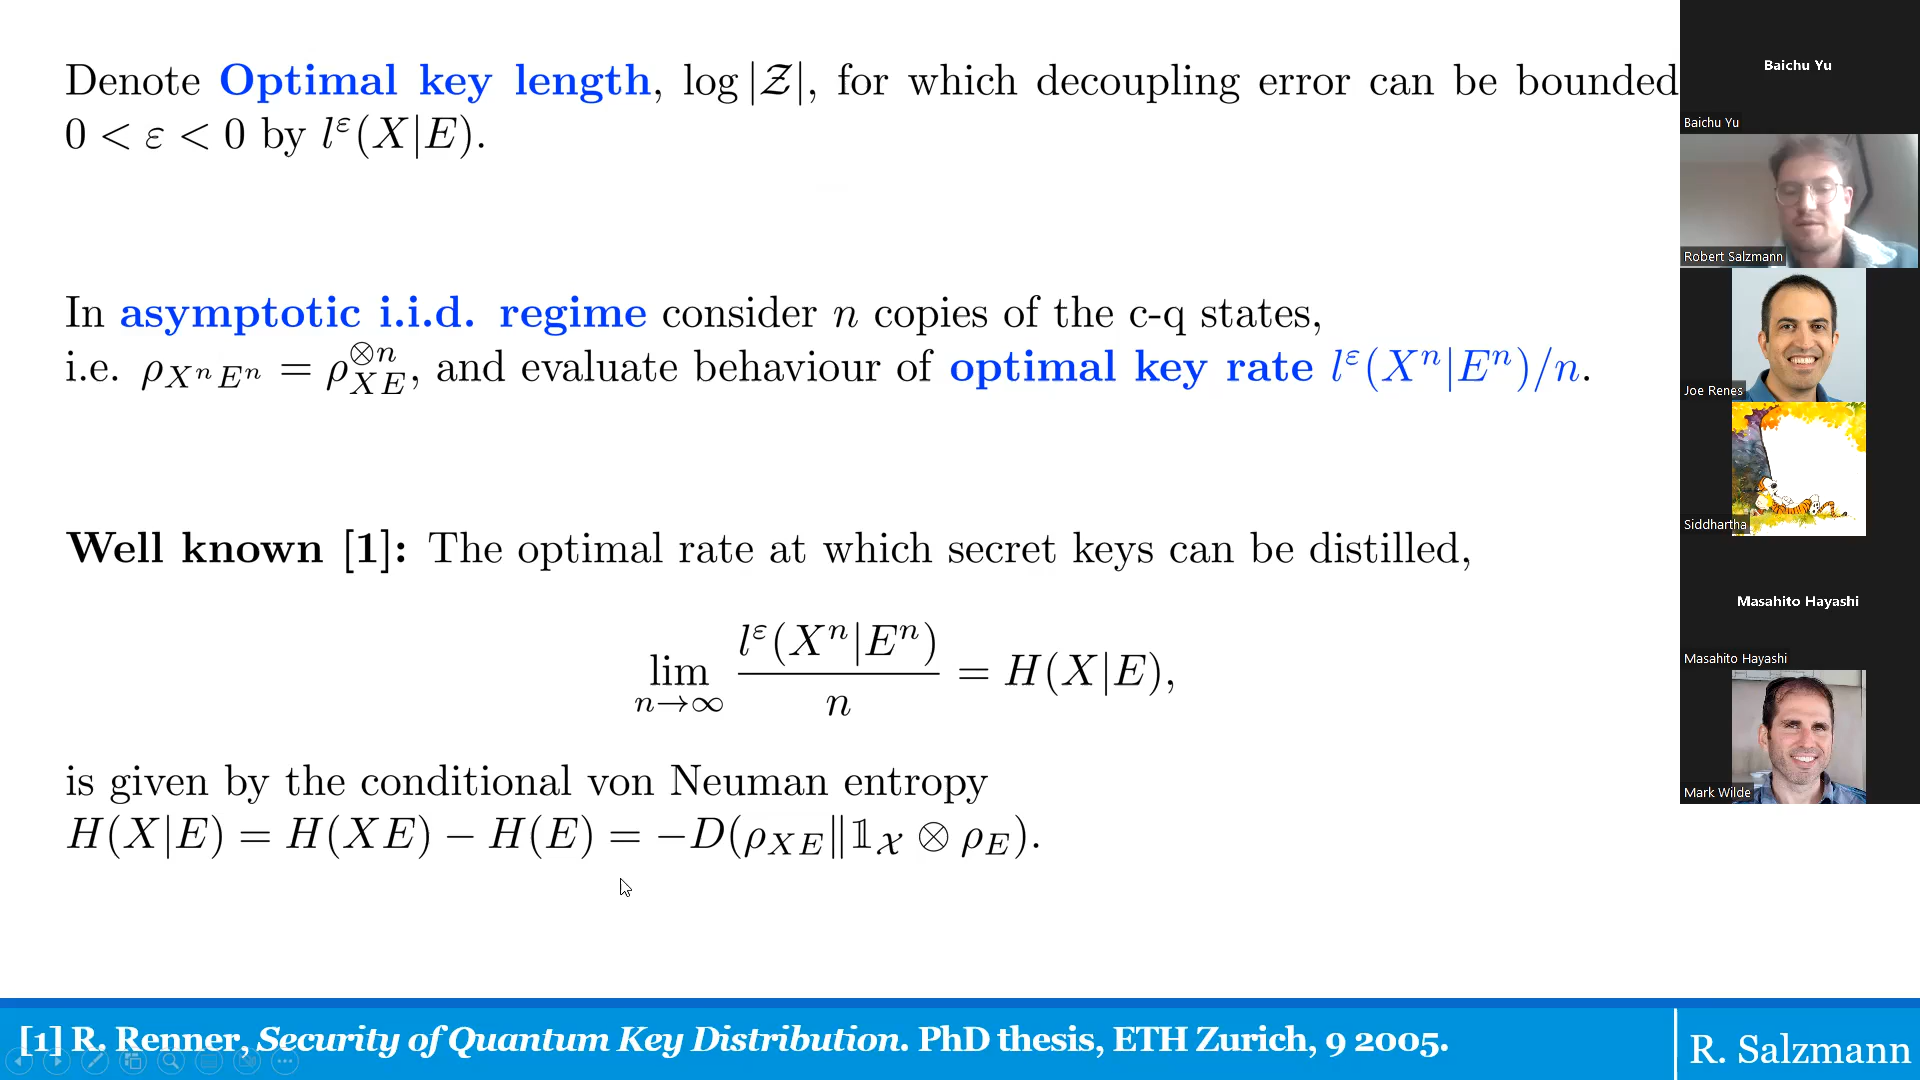 Denote Optimal key length, log |𝒵|, for which decoupling error can be bounded
0 < ε < 0 by l^ε(X|E).
In asymptotic i.i.d. regime consider n copies of the c-q states,
i.e. ρ_{X^n E^n} = ρ_{XE}^{⊗n}, and evaluate behaviour of optimal key rate l^ε(X^n|E^n)/n.
Well known [1]: The optimal rate at which secret keys can be distilled,
lim_{n→∞} l^ε(X^n|E^n)/n = H(X|E),
is given by the conditional von Neuman entropy
H(X|E) = H(XE) − H(E) = −D(ρ_{XE}‖𝟙_𝒳 ⊗ ρ_E).
[1] R. Renner, Security of Quantum Key Distribution. PhD thesis, ETH Zurich, 9 2005.
R. Salzmann
Baichu Yu
Baichu Yu
Robert Salzmann
Joe Renes
Siddhartha
Masahito Hayashi
Masahito Hayashi
Mark Wilde